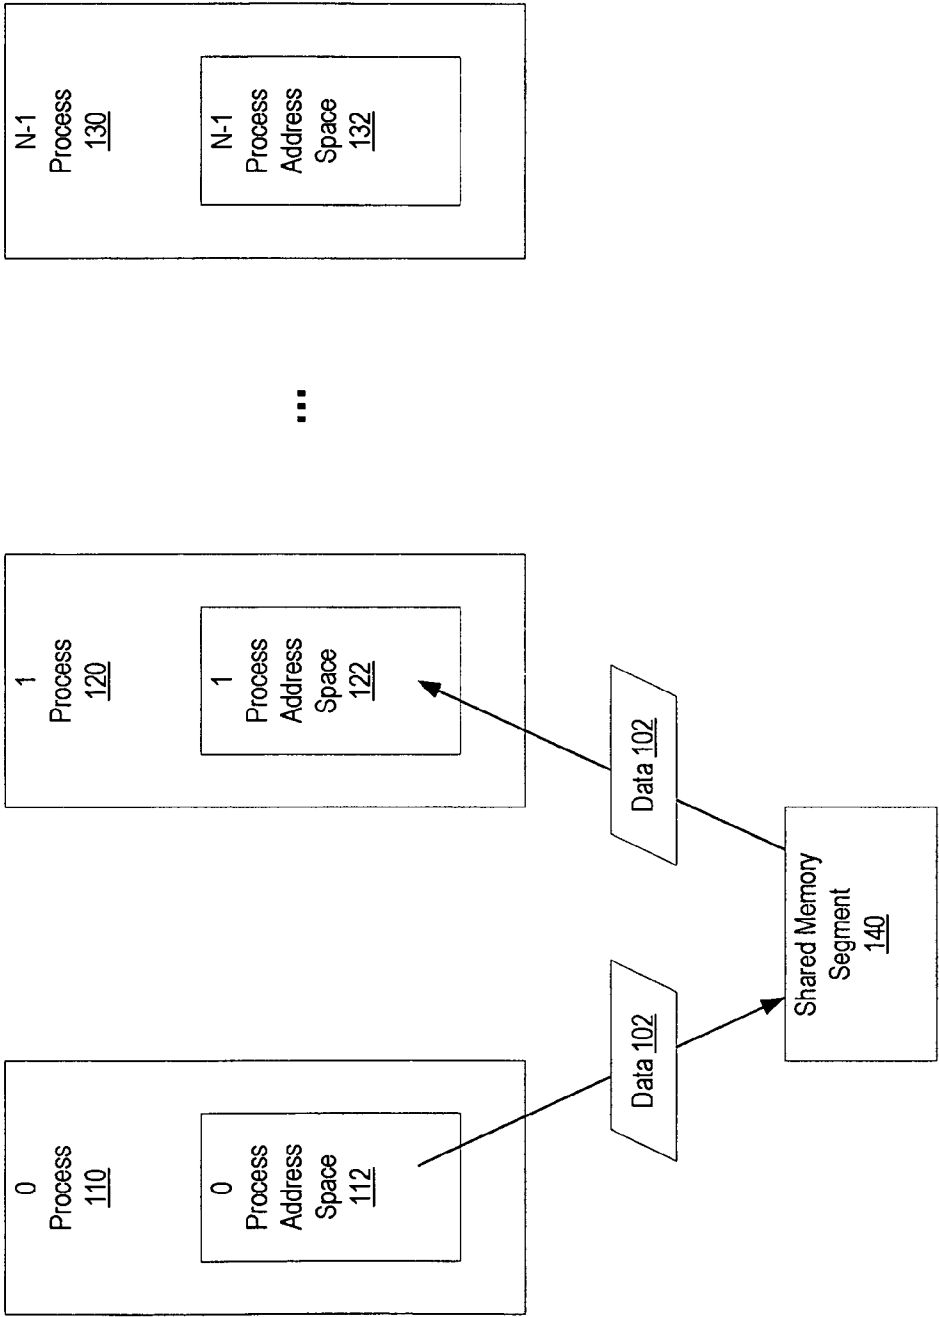 0
Process
110
0
Process
Address
Space
112
1
Process
120
1
Process
Address
Space
122
...
N-1
Process
130
N-1
Process
Address
Space
132
Data 102
Data 102
Shared Memory
Segment
140